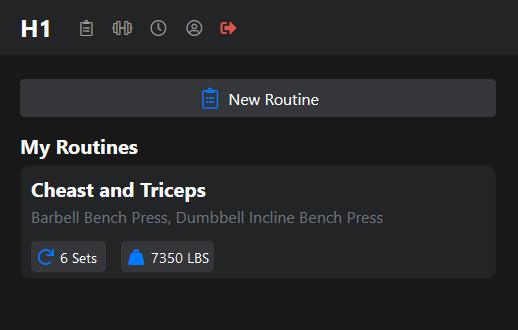 H1
New Routine
My Routines
Cheast and Triceps
Barbell Bench Press, Dumbbell Incline Bench Press
6 Sets 7350 LBS